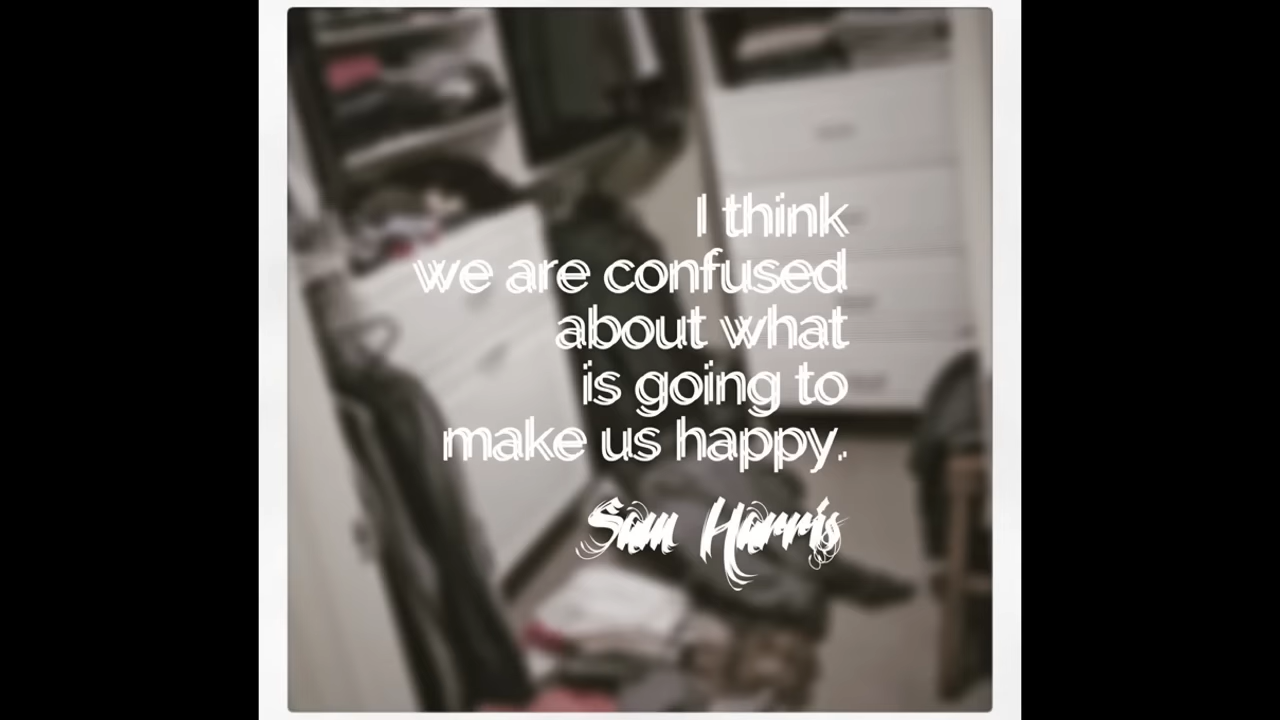 I think
we are confused
about what
is going to
make us happy.
Sam Harris